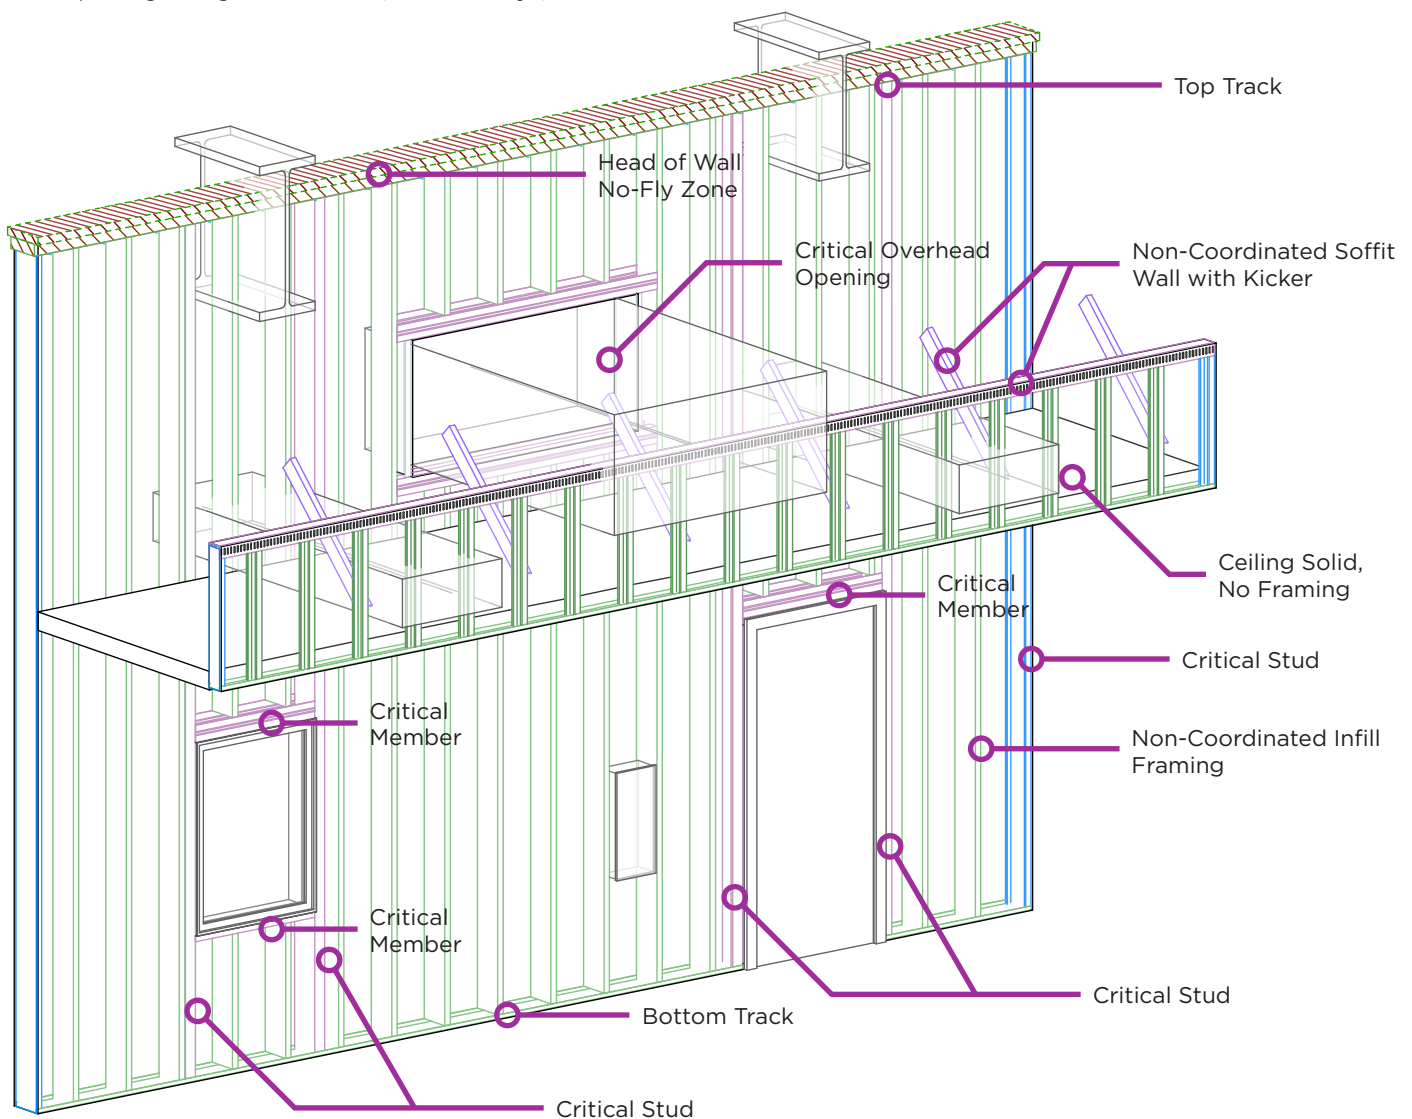 Top Track
Head of Wall
No-Fly Zone
Critical Overhead
Opening
Non-Coordinated Soffit
Wall with Kicker
Ceiling Solid,
No Framing
Critical
Member
Critical Stud
Critical
Member
Non-Coordinated Infill
Framing
Critical
Member
Critical Stud
Bottom Track
Critical Stud